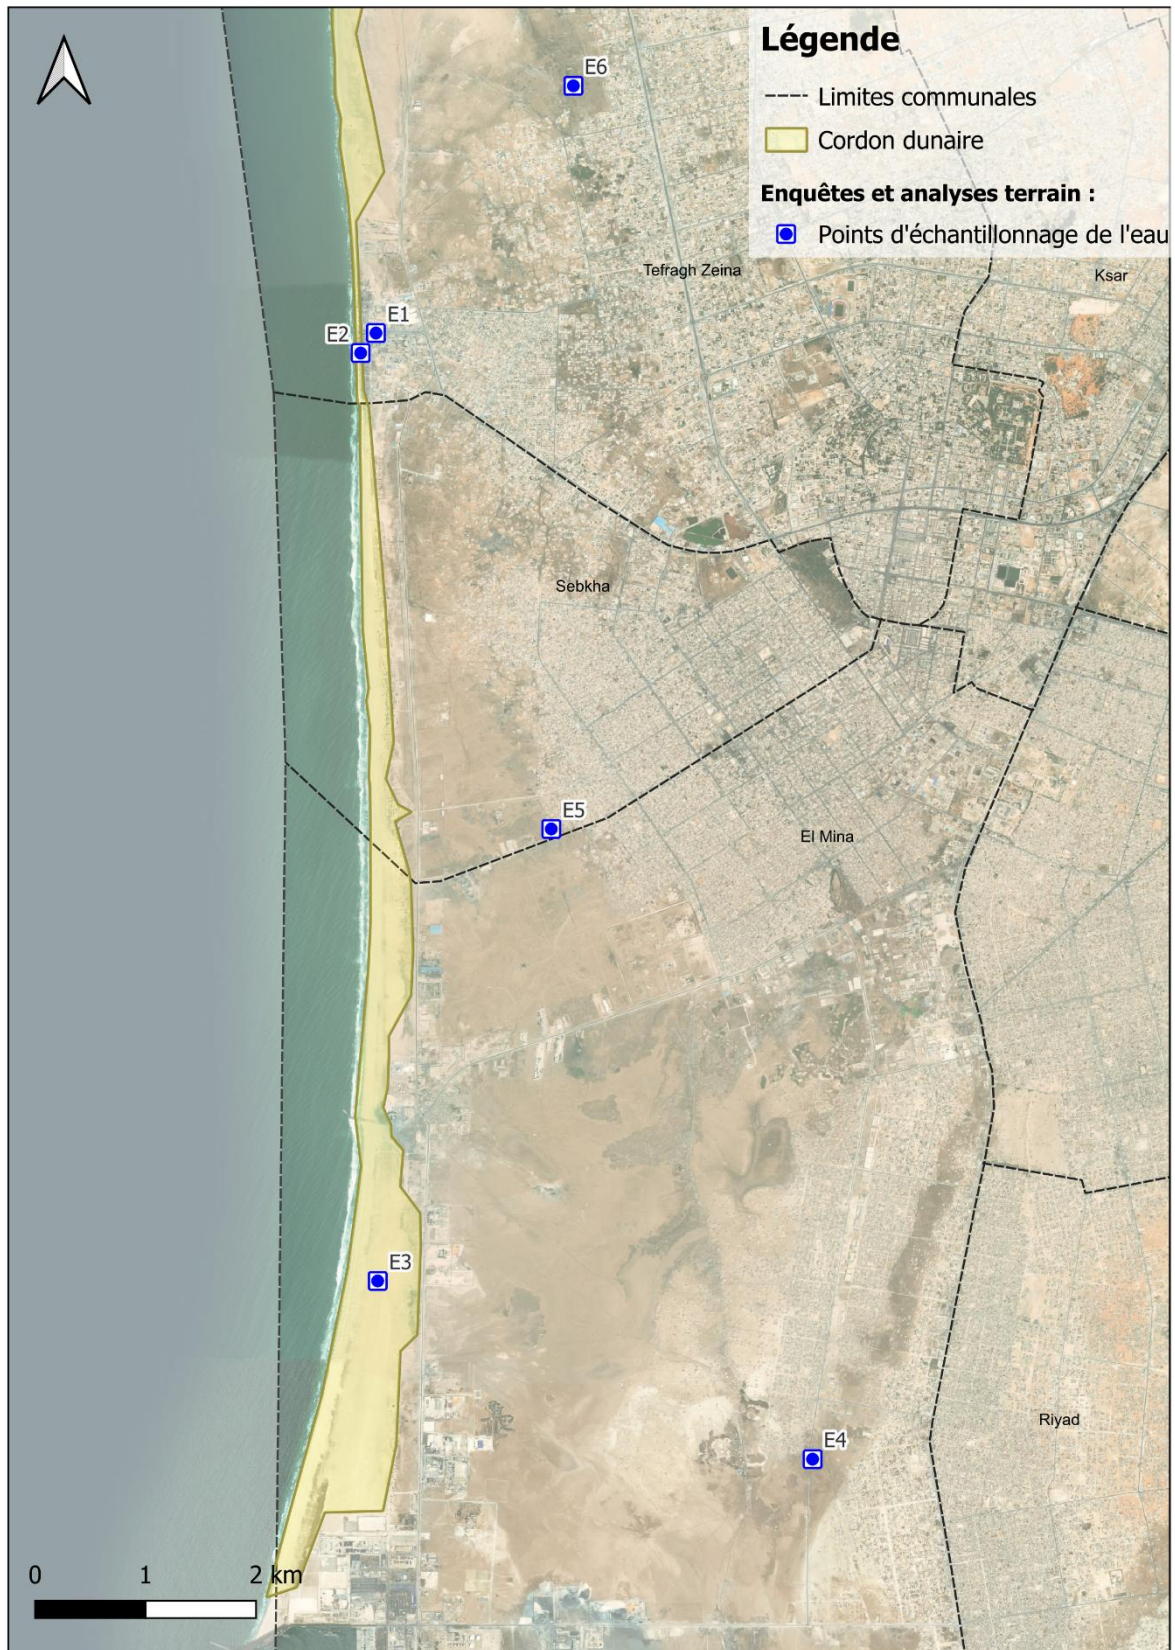 Légende
Limites communales
Cordon dunaire
Enquêtes et analyses terrain :
Points d'échantillonnage de l'eau
E6
Tefragh Zeina
Ksar
E1
E2
Sebkha
E5
El Mina
E3
Riyad
E4
0 1 2 km